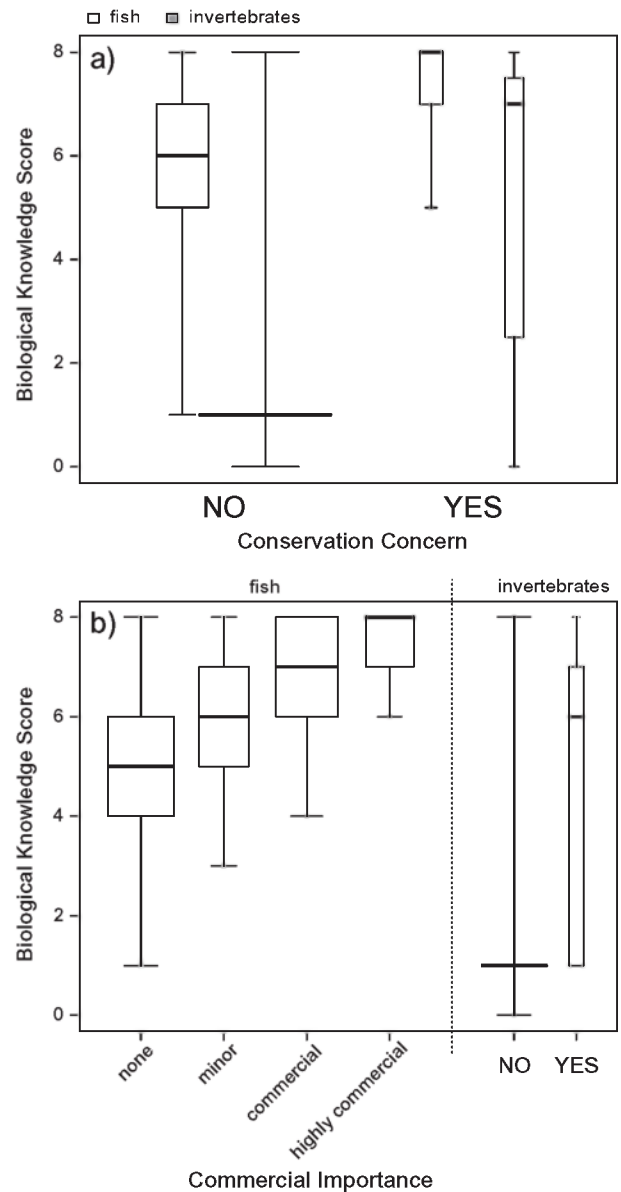 fish invertebrates
a)
8
6
4
2
0
Biological Knowledge Score
NO YES
Conservation Concern
fish invertebrates
b)
8
6
4
2
0
Biological Knowledge Score
none minor commercial highly commercial NO YES
Commercial Importance